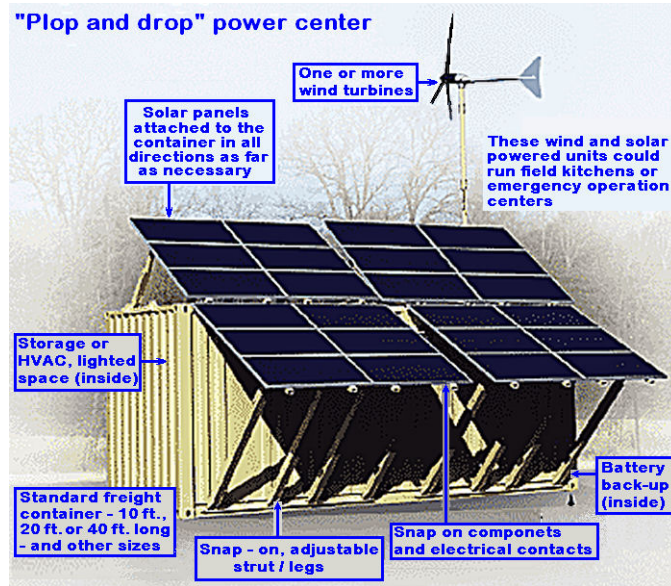 "Plop and drop" power center
One or more
wind turbines
Solar panels
attached to the
container in all
directions as far
as necessary
These wind and solar
powered units could
run field kitchens or
emergency operation
centers
Storage or
HVAC, lighted
space (inside)
Battery
back-up
(inside)
Standard freight
container - 10 ft.,
20 ft. or 40 ft. long
- and other sizes
Snap - on, adjustable
strut / legs
Snap on componets
and electrical contacts